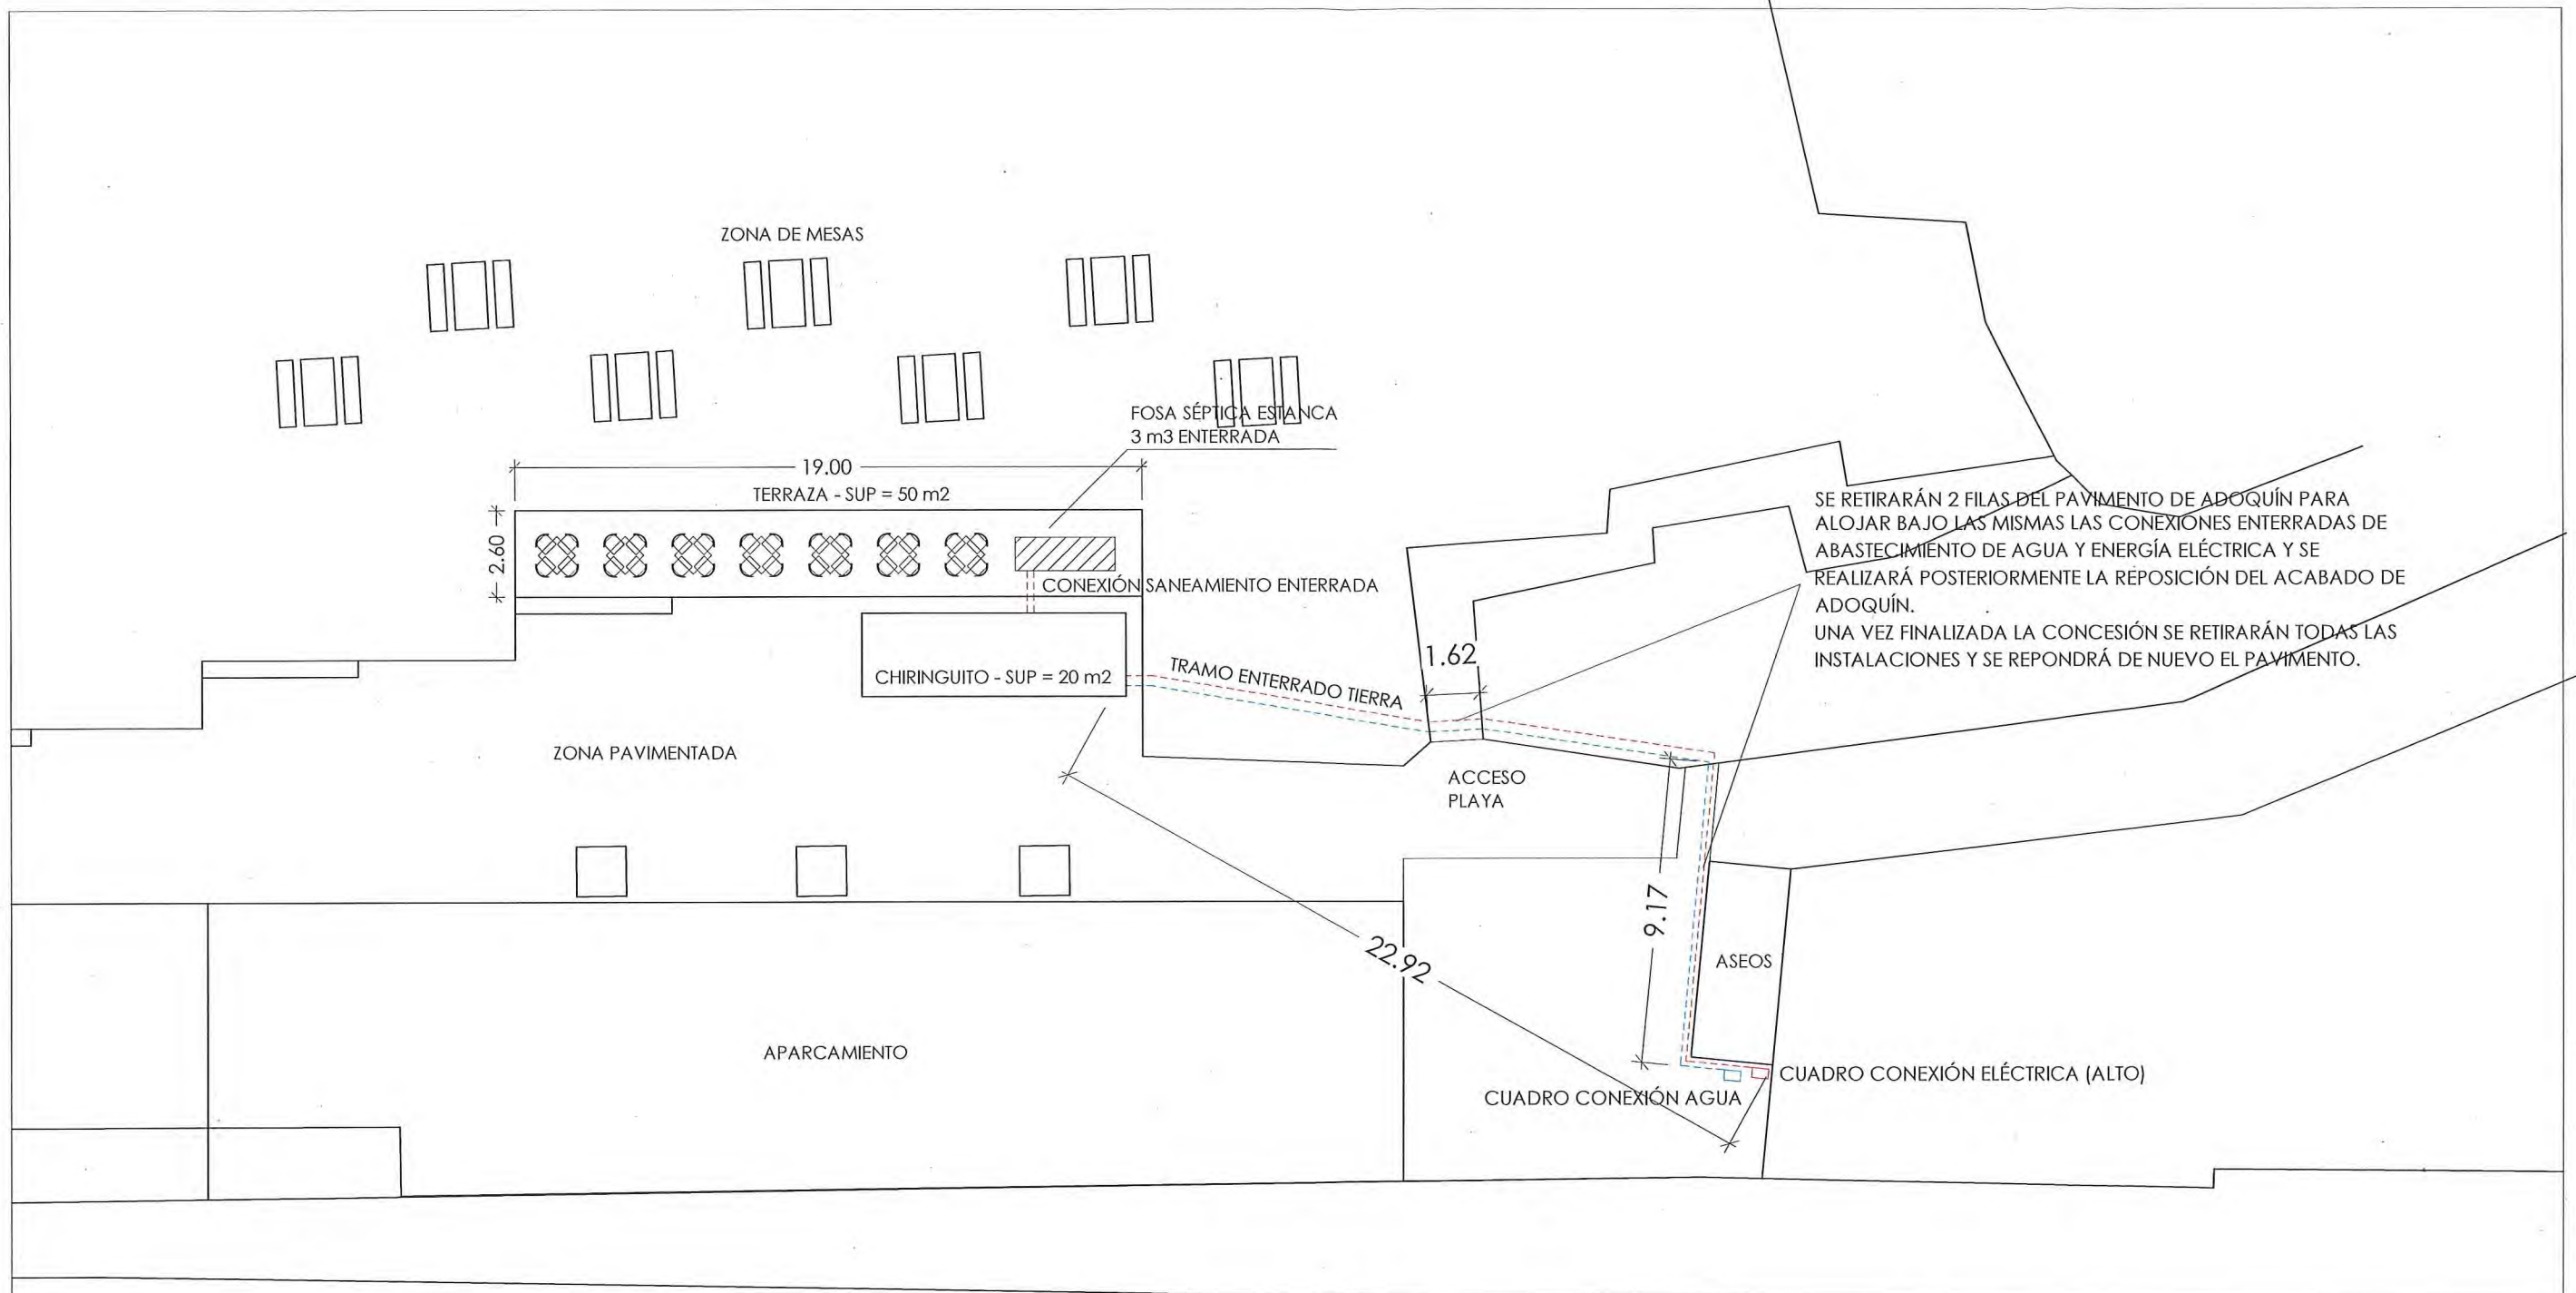 ZONA DE MESAS
FOSA SÉPTICA ESTANCA
3 m3 ENTERRADA
19.00
TERRAZA - SUP = 50 m2
2.60
CONEXIÓN SANEAMIENTO ENTERRADA
CHIRINGUITO - SUP = 20 m2
TRAMO ENTERRADO TIERRA
1.62
SE RETIRARÁN 2 FILAS DEL PAVIMENTO DE ADOQUÍN PARA
ALOJAR BAJO LAS MISMAS LAS CONEXIONES ENTERRADAS DE
ABASTECIMIENTO DE AGUA Y ENERGÍA ELÉCTRICA Y SE
REALIZARÁ POSTERIORMENTE LA REPOSICIÓN DEL ACABADO DE
ADOQUÍN.
UNA VEZ FINALIZADA LA CONCESIÓN SE RETIRARÁN TODAS LAS
INSTALACIONES Y SE REPONDRÁ DE NUEVO EL PAVIMENTO.
ZONA PAVIMENTADA
ACCESO
PLAYA
9.17
22.92
ASEOS
APARCAMIENTO
CUADRO CONEXIÓN ELÉCTRICA (ALTO)
CUADRO CONEXIÓN AGUA